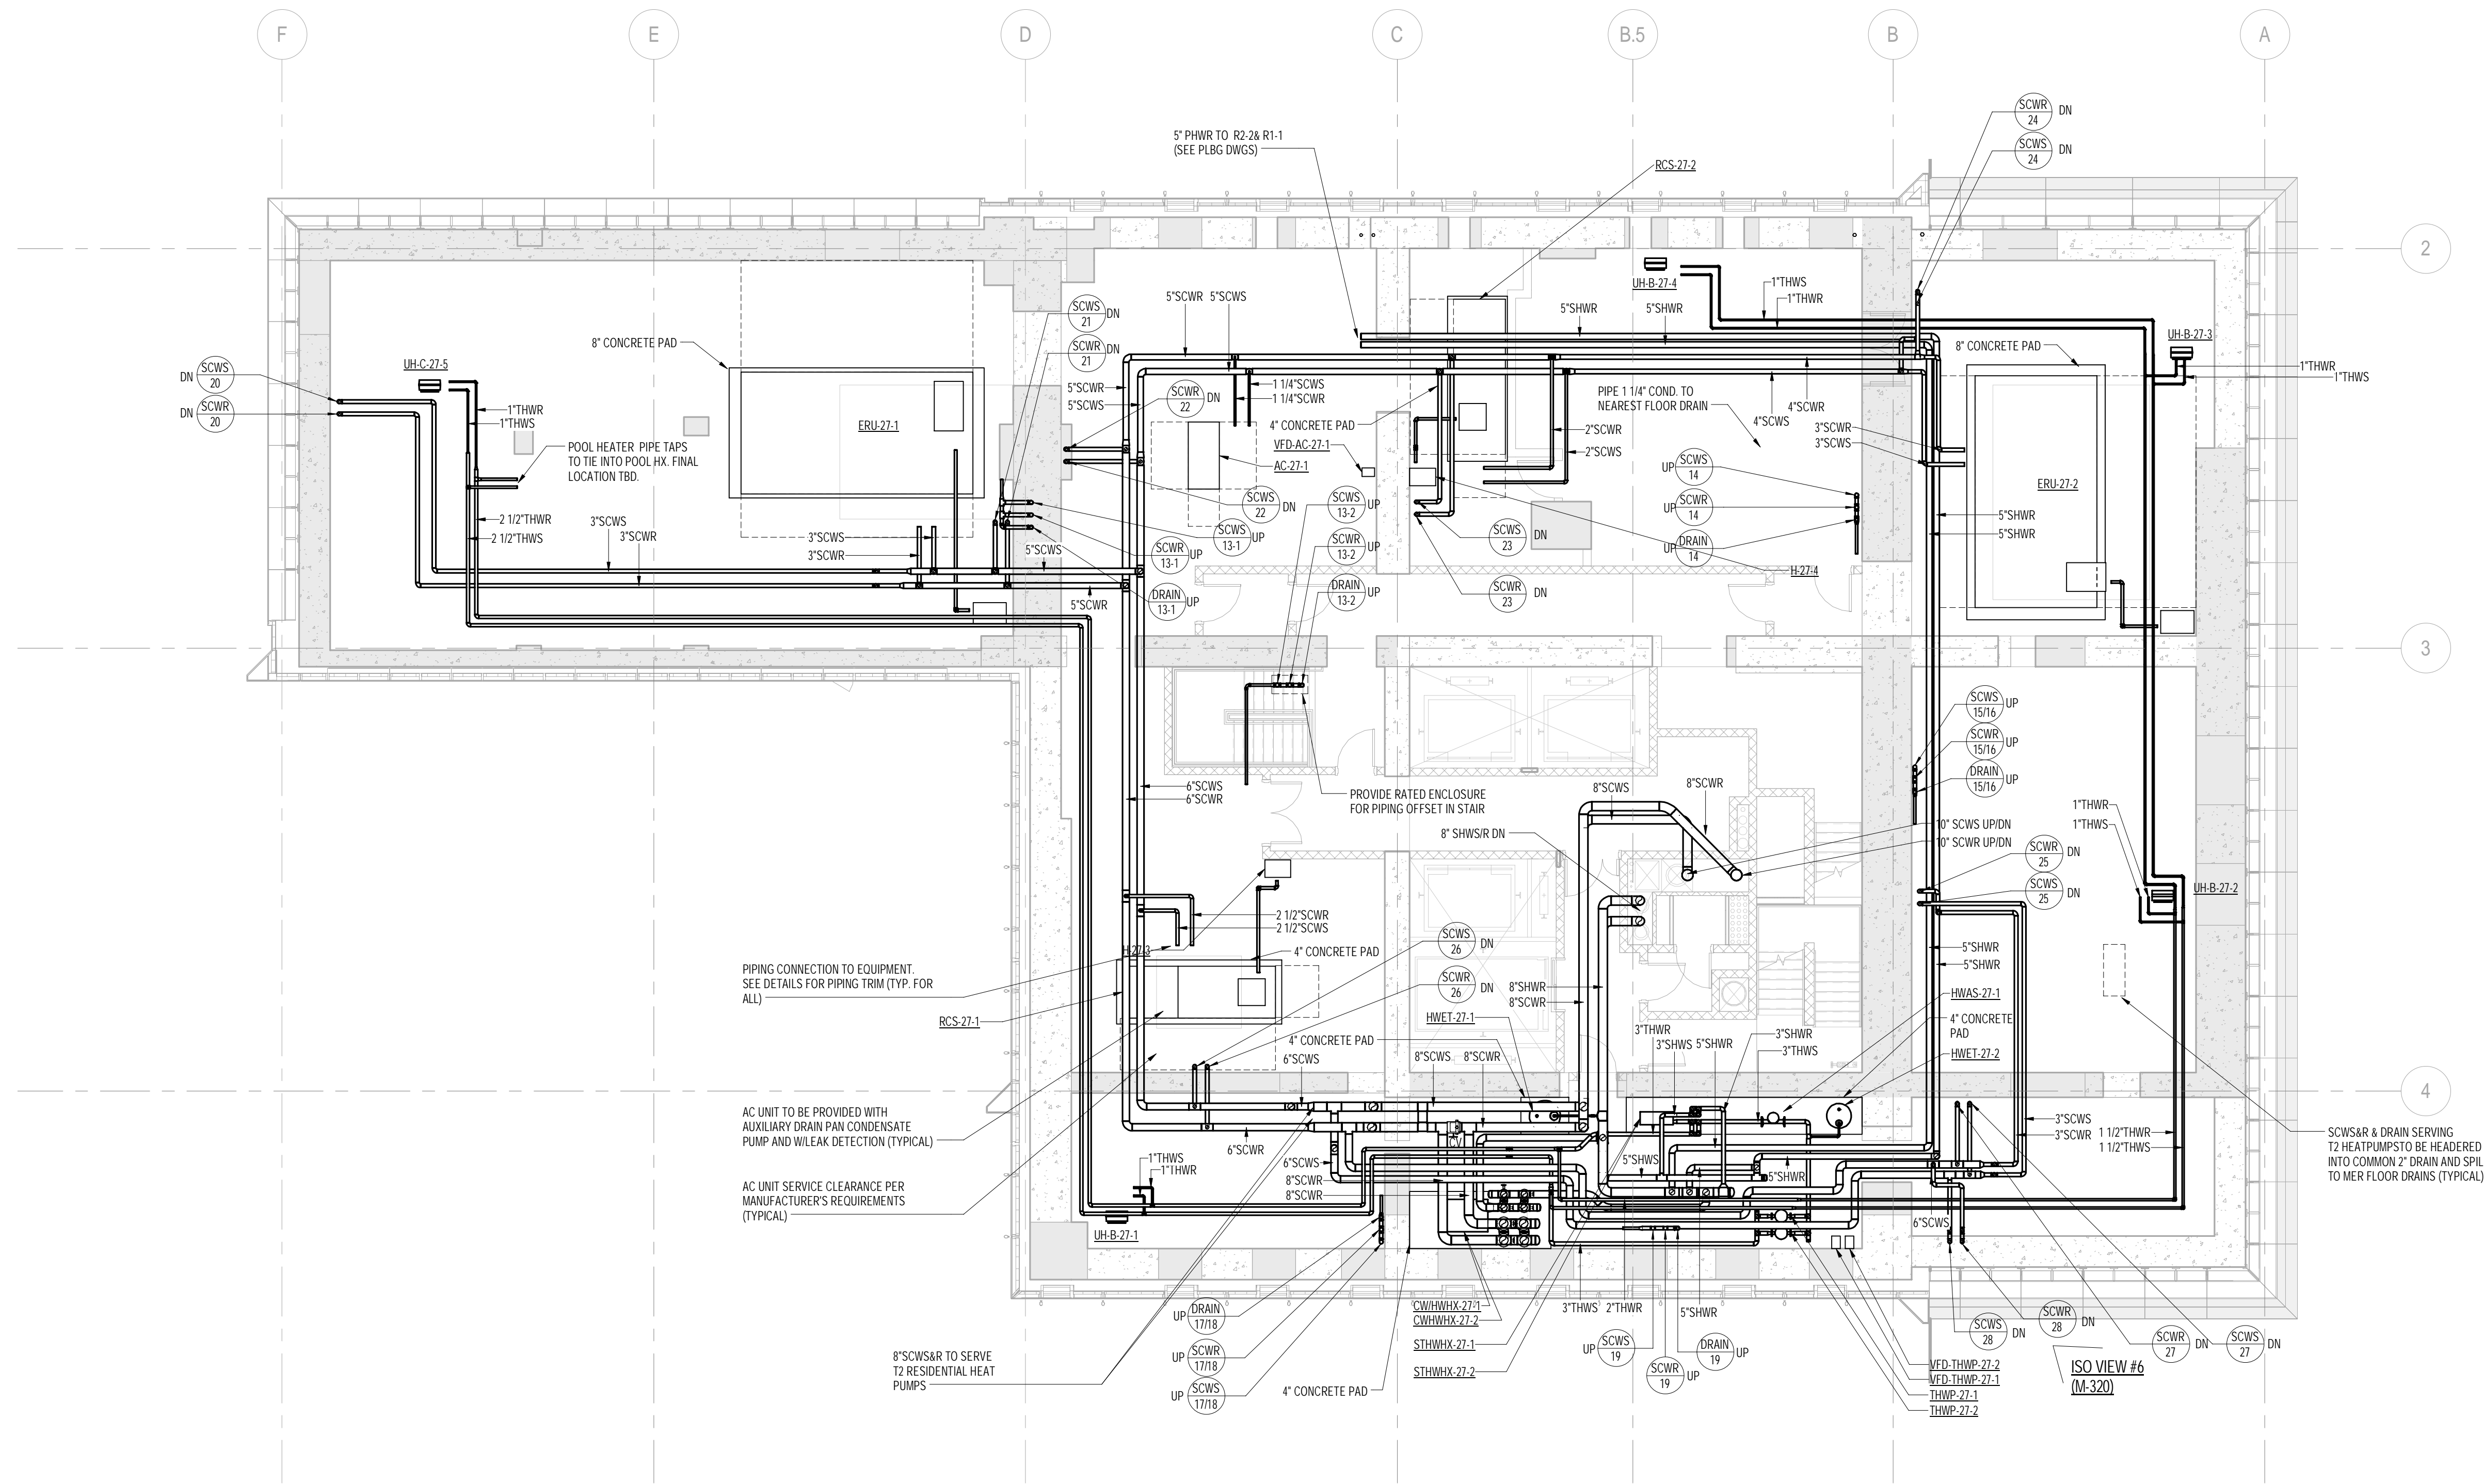 F
E
D
C
B.5
B
A
2
3
4
SCWR
24
DN
SCWS
24
DN
5" PHWR TO R2-2& R1-1
(SEE PLBG DWGS)
RCS-27-2
UH-B-27-4
1"THWS
1"THWR
UH-B-27-3
8" CONCRETE PAD
1"THWR
1"THWS
5"SCWR
5"SCWS
5"SHWR
5"SHWR
SCWS
21
DN
SCWR
21
DN
8" CONCRETE PAD
UH-C-27-5
DN
SCWS
20
DN
SCWR
20
1"THWR
1"THWS
POOL HEATER PIPE TAPS
TO TIE INTO POOL HX. FINAL
LOCATION TBD.
ERU-27-1
5"SCWR
5"SCWS
SCWR
22
DN
1 1/4"SCWS
1 1/4"SCWR
4" CONCRETE PAD
VFD-AC-27-1
AC-27-1
PIPE 1 1/4" COND. TO
NEAREST FLOOR DRAIN
4"SCWS
4"SCWR
2"SCWR
2"SCWS
3"SCWR
3"SCWS
ERU-27-2
UP
SCWS
14
UP
SCWR
14
UP
DRAIN
14
SCWS
22
DN
SCWS
13-2
UP
SCWR
13-2
UP
DRAIN
13-2
UP
SCWS
13-1
UP
SCWR
13-1
UP
DRAIN
13-1
UP
SCWS
23
DN
SCWR
23
DN
H-27-4
2 1/2"THWR
2 1/2"THWS
3"SCWS
3"SCWR
3"SCWS
3"SCWR
5"SCWS
5"SCWR
5"SHWR
5"SHWR
SCWS
15/16
UP
SCWR
15/16
UP
DRAIN
15/16
UP
6"SCWS
6"SCWR
PROVIDE RATED ENCLOSURE
FOR PIPING OFFSET IN STAIR
8"SCWS
8"SCWR
8" SHWS/R DN
10" SCWS UP/DN
10" SCWR UP/DN
1"THWR
1"THWS
SCWR
25
DN
SCWS
25
DN
UH-B-27-2
2 1/2"SCWR
2 1/2"SCWS
H-27-3
4" CONCRETE PAD
SCWS
26
DN
SCWR
26
DN
PIPING CONNECTION TO EQUIPMENT.
SEE DETAILS FOR PIPING TRIM (TYP. FOR
ALL)
RCS-27-1
8"SHWR
8"SCWR
HWET-27-1
4" CONCRETE PAD
5"SHWR
5"SHWR
HWAS-27-1
4" CONCRETE
PAD
HWET-27-2
3"THWR
3"SHWS
5"SHWR
3"SHWR
3"THWS
6"SCWS
8"SCWS
8"SCWR
AC UNIT TO BE PROVIDED WITH
AUXILIARY DRAIN PAN CONDENSATE
PUMP AND W/LEAK DETECTION (TYPICAL)
AC UNIT SERVICE CLEARANCE PER
MANUFACTURER'S REQUIREMENTS
(TYPICAL)
1"THWS
1"THWR
6"SCWR
6"SCWS
8"SCWR
8"SCWR
5"SHWS
5"SHWR
3"SCWS
3"SCWR
1 1/2"THWR
1 1/2"THWS
SCWS&R & DRAIN SERVING
T2 HEATPUMPSTO BE HEADERED
INTO COMMON 2" DRAIN AND SPIL
TO MER FLOOR DRAINS (TYPICAL)
6"SCWS
UH-B-27-1
UP
DRAIN
17/18
UP
SCWR
17/18
UP
SCWS
17/18
8"SCWS&R TO SERVE
T2 RESIDENTIAL HEAT
PUMPS
4" CONCRETE PAD
CW/HWHX-27-1
CWHWHX-27-2
STHWHX-27-1
STHWHX-27-2
3"THWS
2"THWR
5"SHWR
UP
SCWS
19
SCWR
19
UP
DRAIN
19
UP
VFD-THWP-27-2
VFD-THWP-27-1
THWP-27-1
THWP-27-2
SCWS
28
DN
SCWR
28
DN
SCWR
27
DN
SCWS
27
DN
ISO VIEW #6
(M-320)